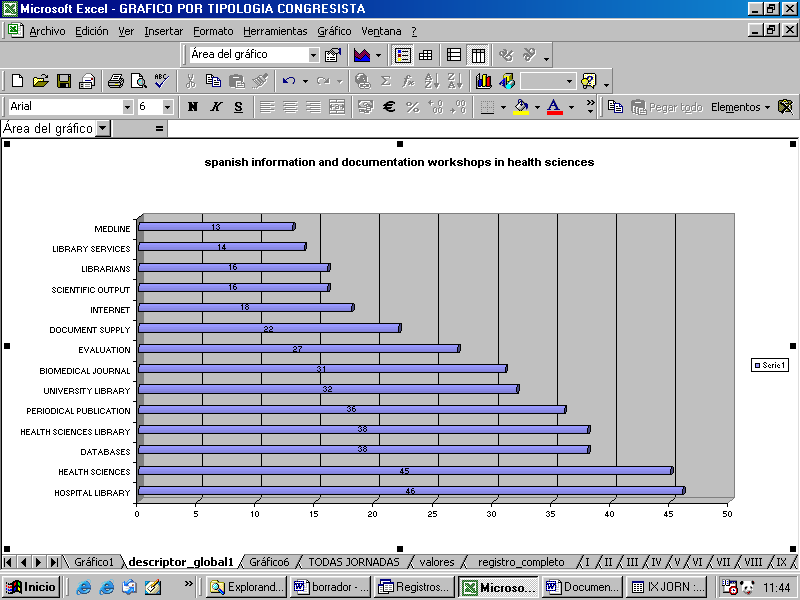 Microsoft Excel - GRAFICO POR TIPOLOGIA CONGRESISTA
Archivo Edición Ver Insertar Formato Herramientas Gráfico Ventana ?
Área del gráfico
Arial 6 N K S € % Pegar todo Elementos
Área del gráfico =
spanish information and documentation workshops in health sciences
MEDLINE 13
LIBRARY SERVICES 14
LIBRARIANS 16
SCIENTIFIC OUTPUT 16
INTERNET 18
DOCUMENT SUPPLY 22
EVALUATION 27
BIOMEDICAL JOURNAL 31
UNIVERSITY LIBRARY 32
PERIODICAL PUBLICATION 36
HEALTH SCIENCES LIBRARY 38
DATABASES 38
HEALTH SCIENCES 45
HOSPITAL LIBRARY 46
0 5 10 15 20 25 30 35 40 45 50
Serie1
Gráfico1 descriptor_global1 Gráfico6 TODAS JORNADAS valores registro_completo I II III IV V VI VII VIII IX
Inicio » Explorand... borrador - ... Registros... Microso... Documen... IX JORN :... 11:44